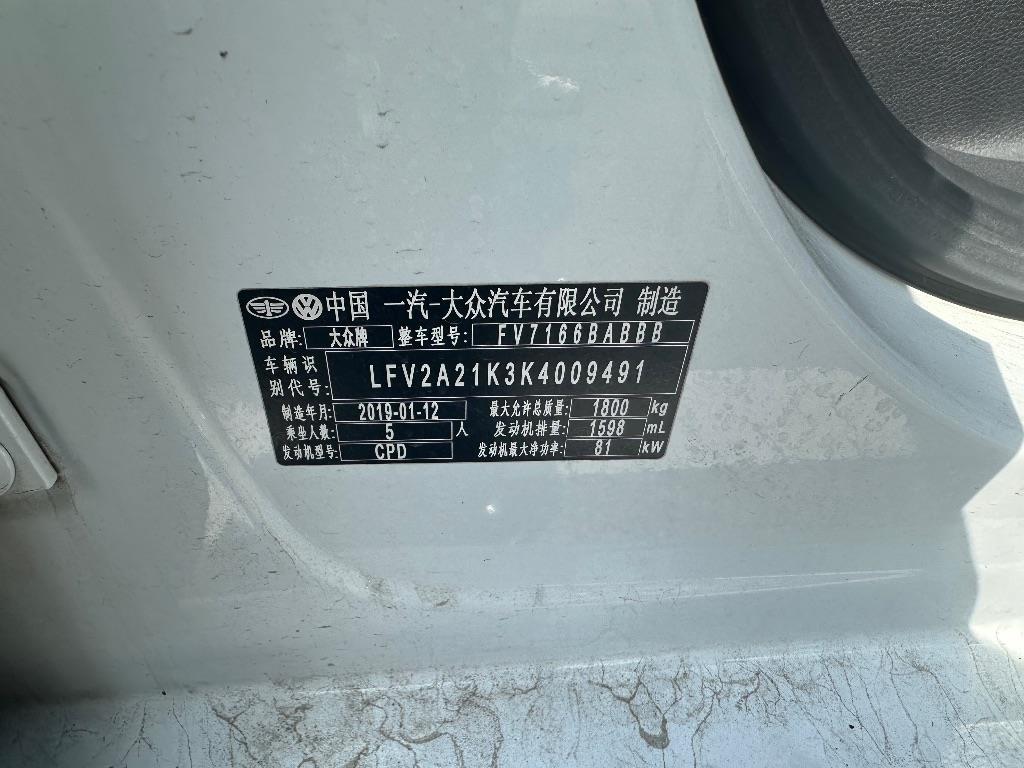 中国 一汽-大众汽车有限公司 制造
品牌: 大众牌 整车型号: FV7166BABBB
车辆识
别代号: LFV2A21K3K4009491
制造年月: 2019-01-12 最大允许总质量: 1800 kg
乘坐人数: 5 人 发动机排量: 1598 mL
发动机型号: CPD 发动机最大净功率: 81 kW